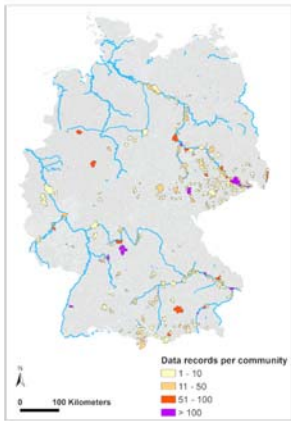 Data records per community
1 - 10
11 - 50
51 - 100
> 100
N
0 100 Kilometers